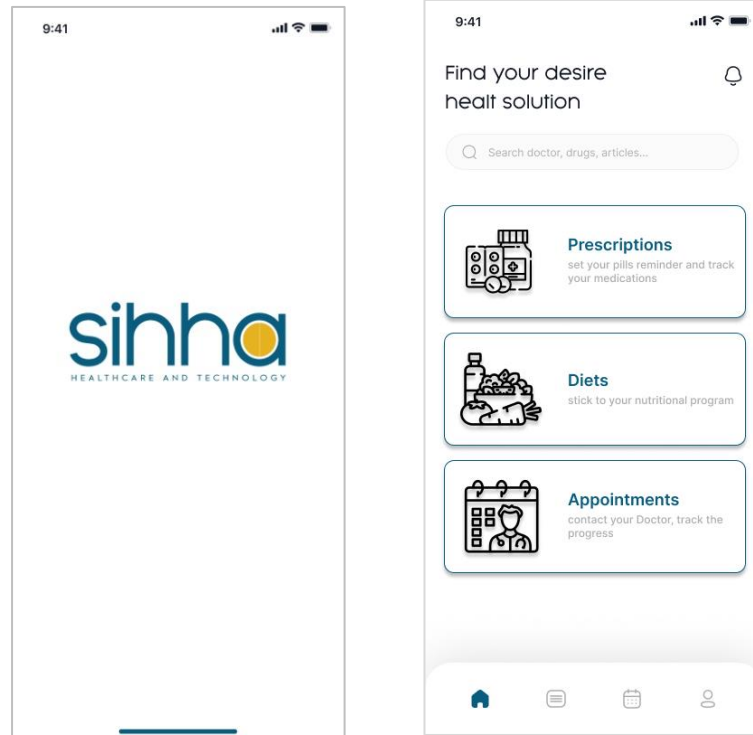 9:41
sihha
HEALTHCARE AND TECHNOLOGY
9:41
Find your desire
healt solution
Search doctor, drugs, articles...
Prescriptions
set your pills reminder and track
your medications
Diets
stick to your nutritional program
Appointments
contact your Doctor, track the
progress